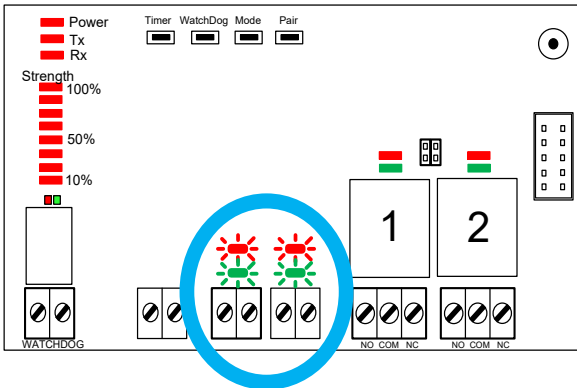 Power
Tx
Rx
Timer WatchDog Mode Pair
Strength
100%
50%
10%
1 2
WATCHDOG
NO COM NC NO COM NC